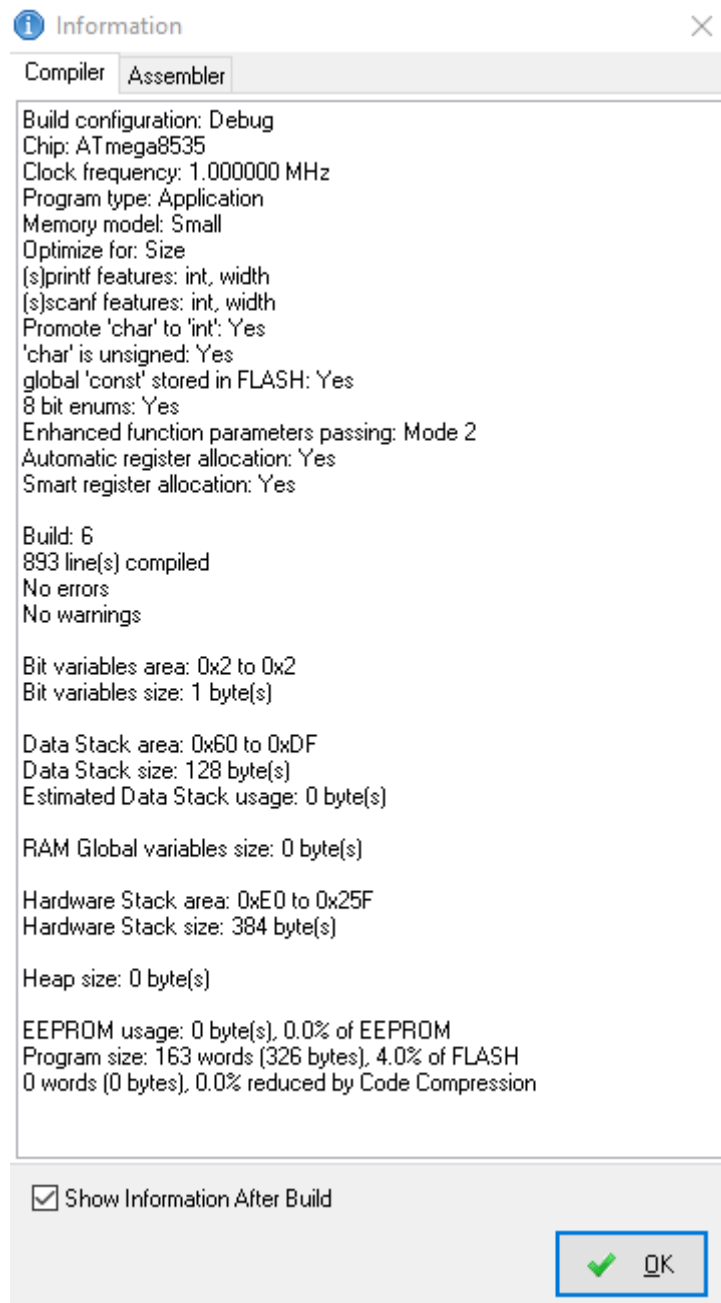 Information
Compiler
Assembler
Build configuration: Debug
Chip: ATmega8535
Clock frequency: 1.000000 MHz
Program type: Application
Memory model: Small
Optimize for: Size
(s)printf features: int, width
(s)scanf features: int, width
Promote 'char' to 'int': Yes
'char' is unsigned: Yes
global 'const' stored in FLASH: Yes
8 bit enums: Yes
Enhanced function parameters passing: Mode 2
Automatic register allocation: Yes
Smart register allocation: Yes
Build: 6
893 line(s) compiled
No errors
No warnings
Bit variables area: 0x2 to 0x2
Bit variables size: 1 byte(s)
Data Stack area: 0x60 to 0xDF
Data Stack size: 128 byte(s)
Estimated Data Stack usage: 0 byte(s)
RAM Global variables size: 0 byte(s)
Hardware Stack area: 0xE0 to 0x25F
Hardware Stack size: 384 byte(s)
Heap size: 0 byte(s)
EEPROM usage: 0 byte(s), 0.0% of EEPROM
Program size: 163 words (326 bytes), 4.0% of FLASH
0 words (0 bytes), 0.0% reduced by Code Compression
Show Information After Build
OK